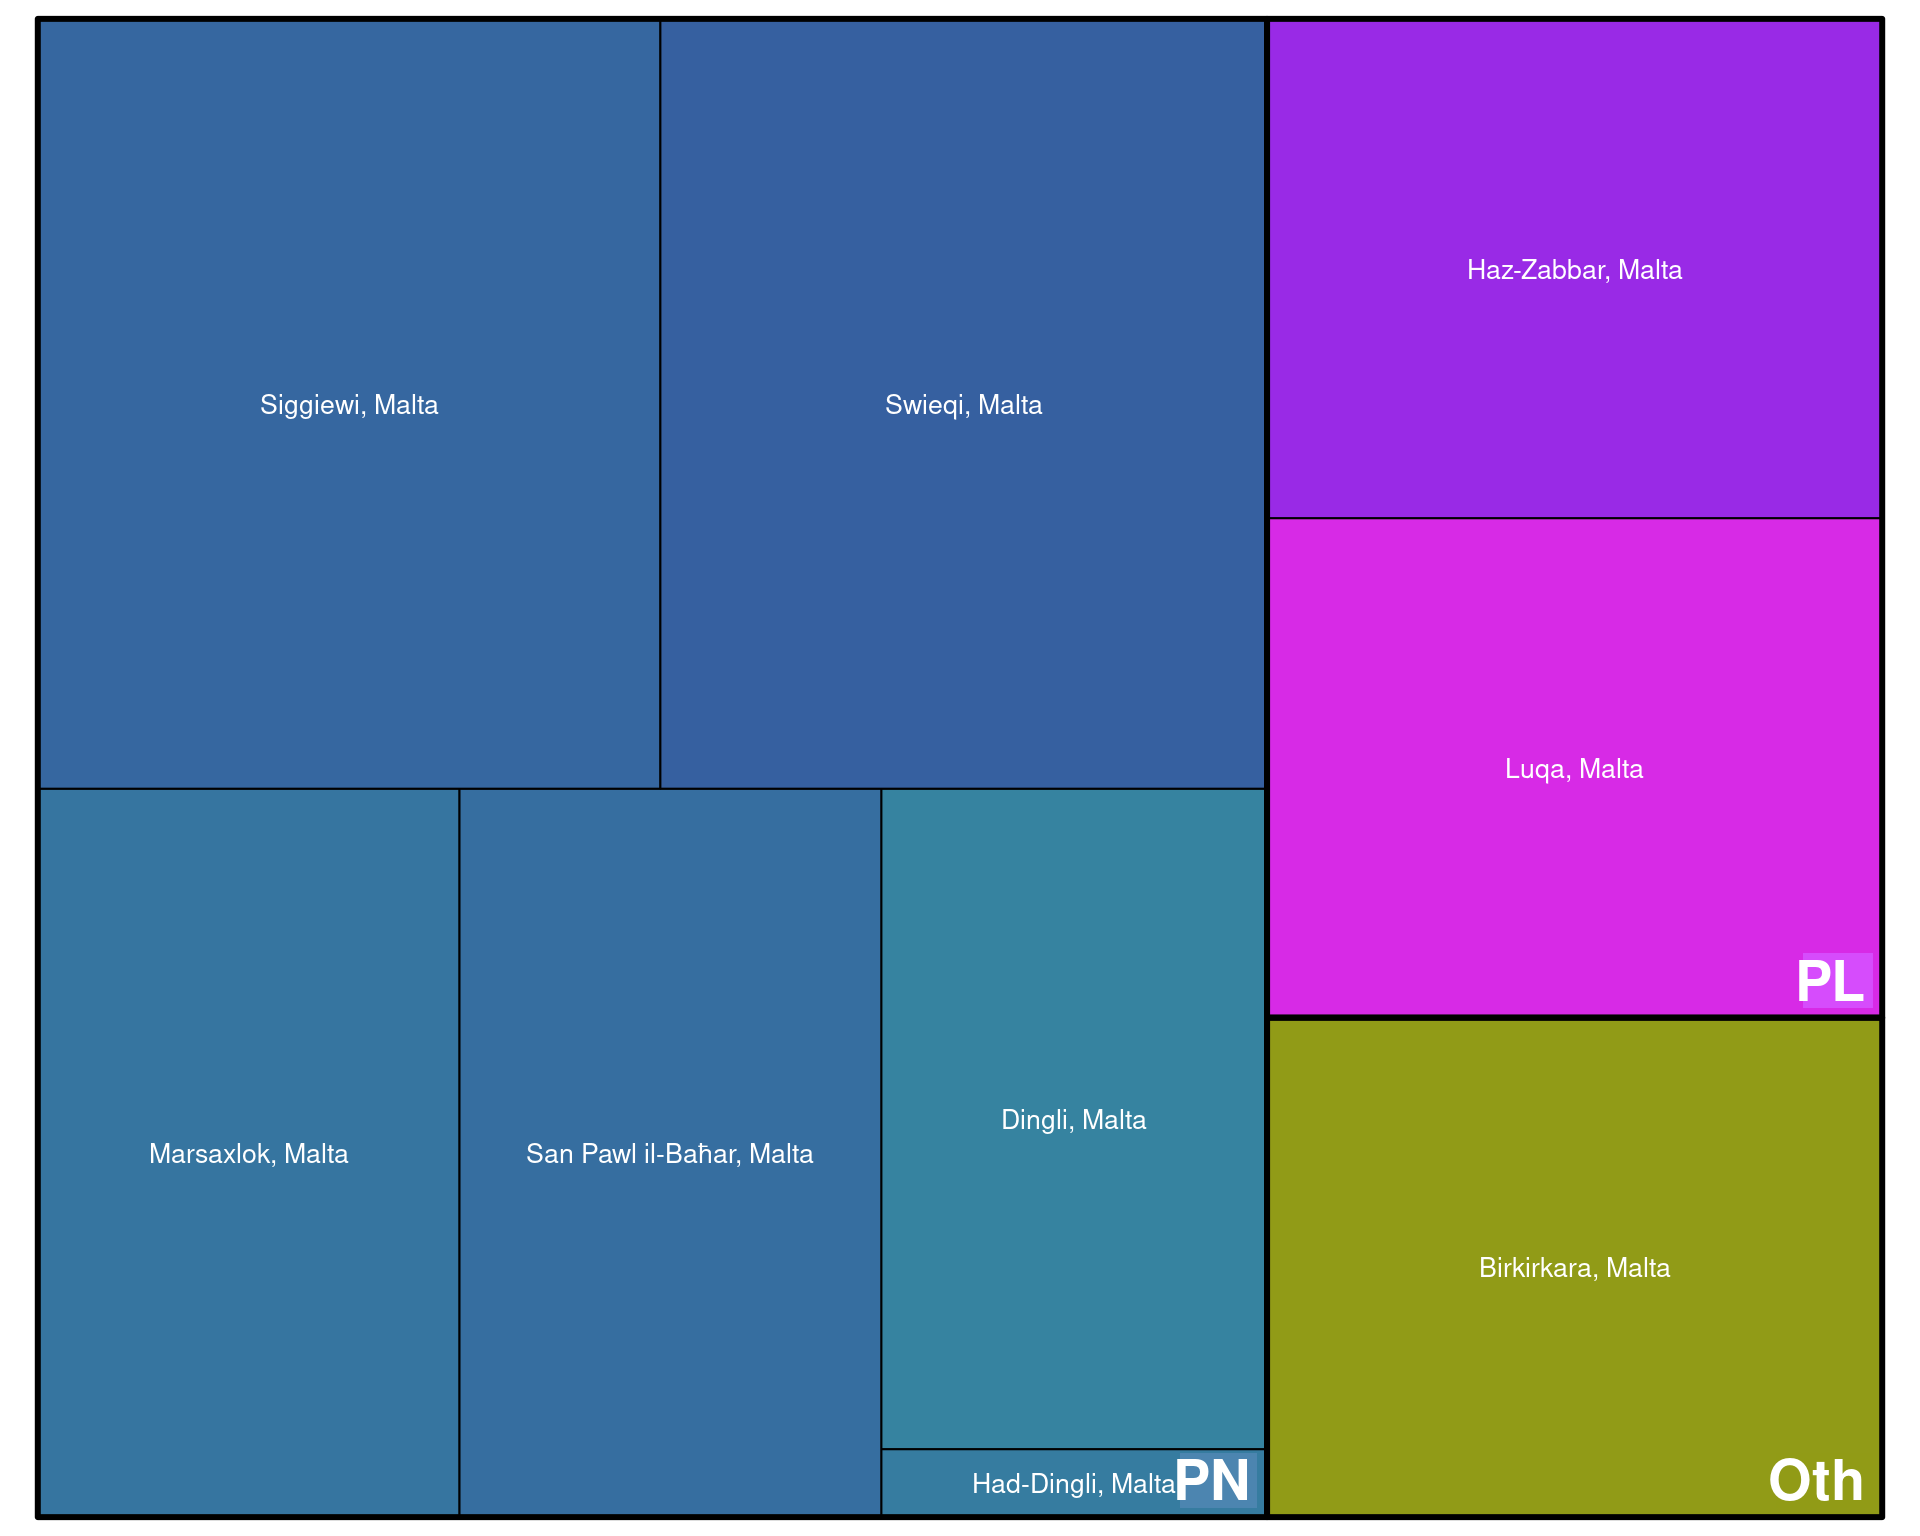 Siggiewi, Malta
Swieqi, Malta
Haz-Zabbar, Malta
Luqa, Malta
PL
Marsaxlok, Malta
San Pawl il-Baħar, Malta
Dingli, Malta
Had-Dingli, Malta
PN
Birkirkara, Malta
Oth